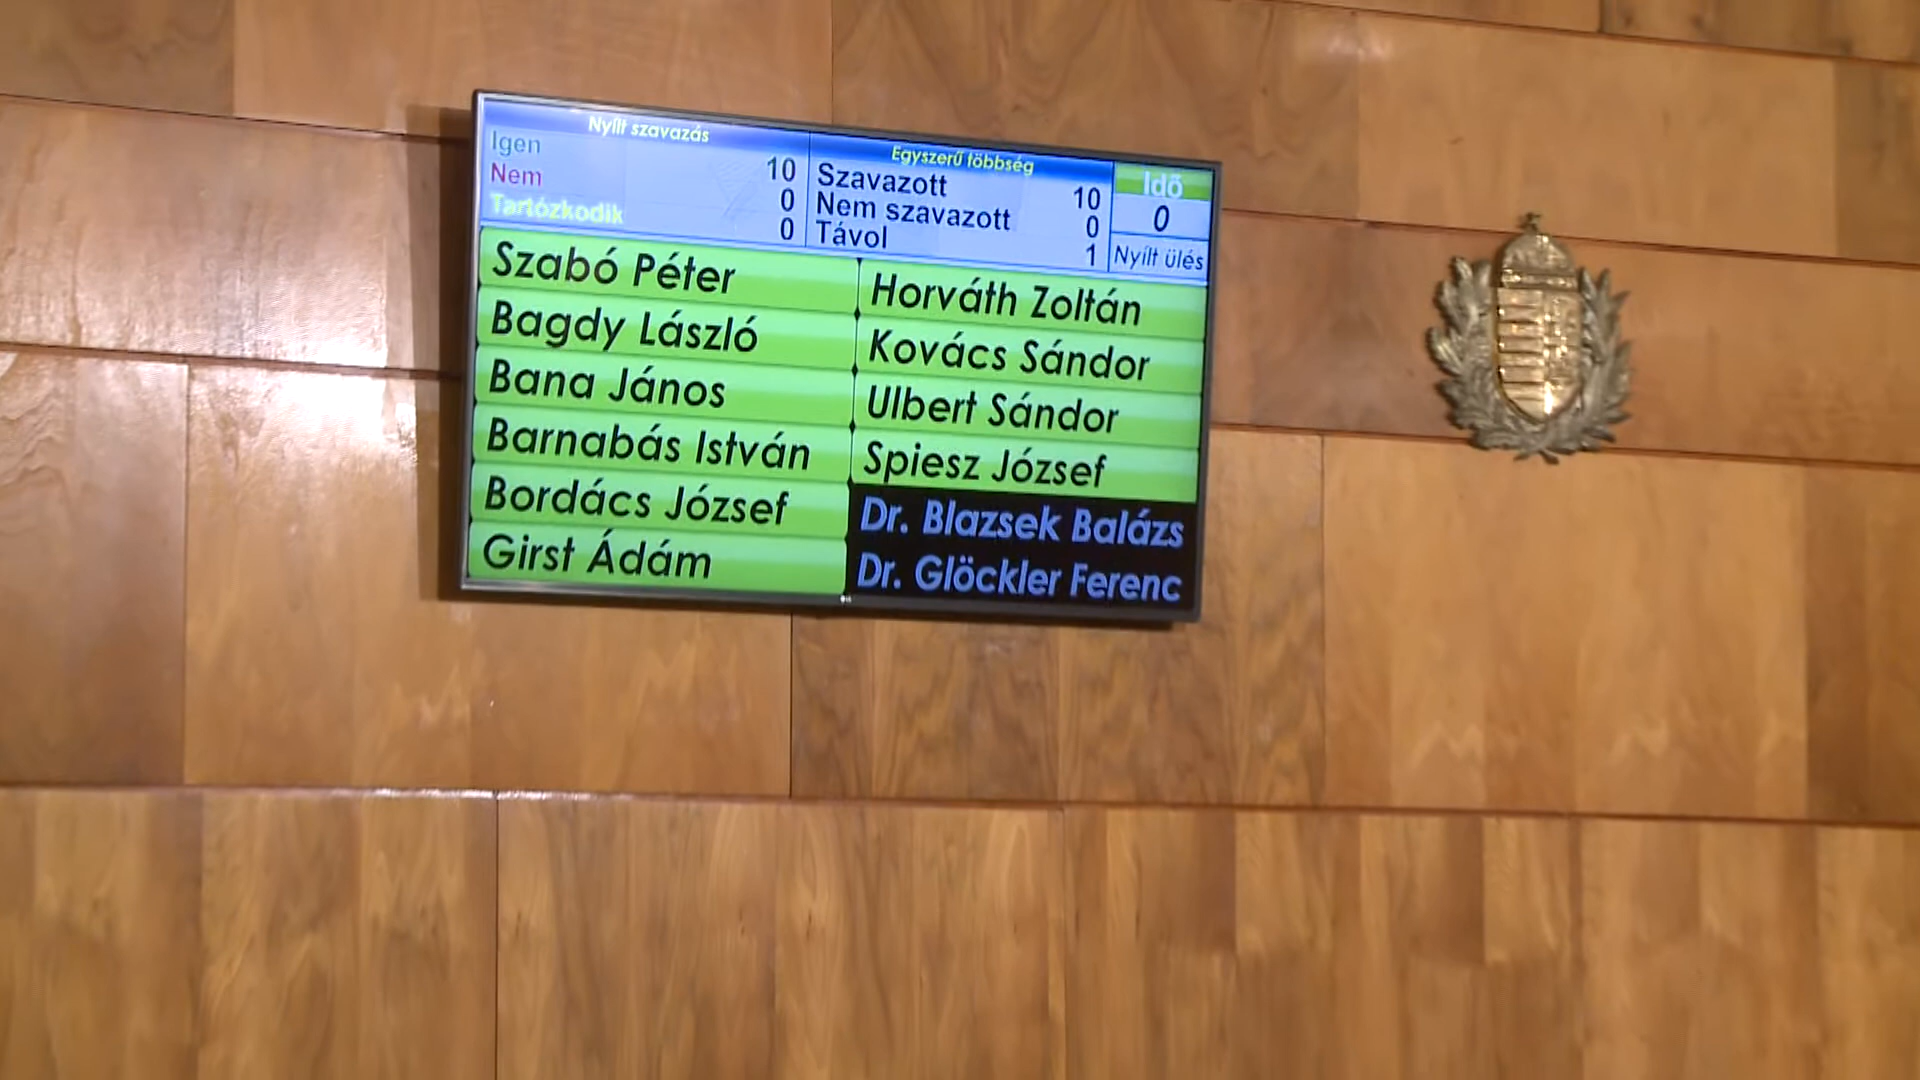 Nyílt szavazás
Igen 10
Nem 0
Tartózkodik 0
Egyszerű többség
Szavazott 10
Nem szavazott 0
Távol 1
Idő
0
Nyílt ülés
Szabó Péter
Bagdy László
Bana János
Barnabás István
Bordács József
Girst Ádám
Horváth Zoltán
Kovács Sándor
Ulbert Sándor
Spiesz József
Dr. Blazsek Balázs
Dr. Glöckler Ferenc